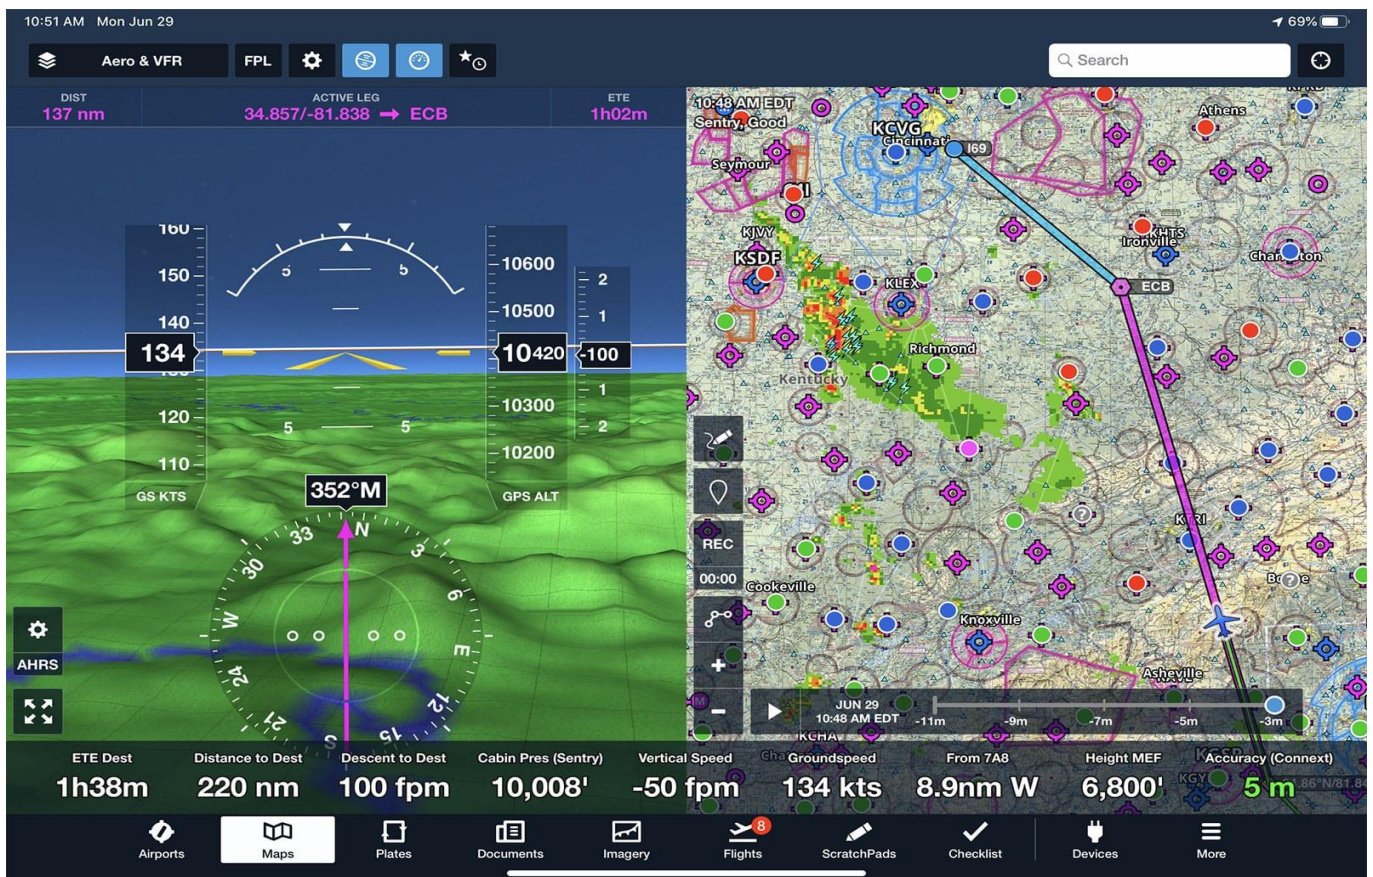 10:51 AM Mon Jun 29
69%
Aero & VFR
FPL
Search
DIST
137 nm
ACTIVE LEG
34.857/-81.838 → ECB
ETE
1h02m
160
150
140
134
120
110
GS KTS
5 5
5 5
10600
10500
10420
10300
10200
GPS ALT
2
1
-100
1
2
352°M
N
3
6
E
12
15
S
21
24
W
30
33
AHRS
10:48 AM EDT
Sentry, Good
KCVG
Cincinnati
I69
Athens
Seymour
KJVY
KSDF
KLEX
Ironville
KHTS
Charleston
ECB
Richmond
Kentucky
REC
00:00
Cookeville
Knoxville
Asheville
JUN 29
10:48 AM EDT
-11m
-9m
-7m
-5m
-3m
KCHA
ETE Dest
1h38m
Distance to Dest
220 nm
Descent to Dest
100 fpm
Cabin Pres (Sentry)
10,008'
Vertical Speed
-50 fpm
Groundspeed
134 kts
From 7A8
8.9nm W
Height MEF
6,800'
Accuracy (Connext)
5 m
Airports
Maps
Plates
Documents
Imagery
8
Flights
ScratchPads
Checklist
Devices
More